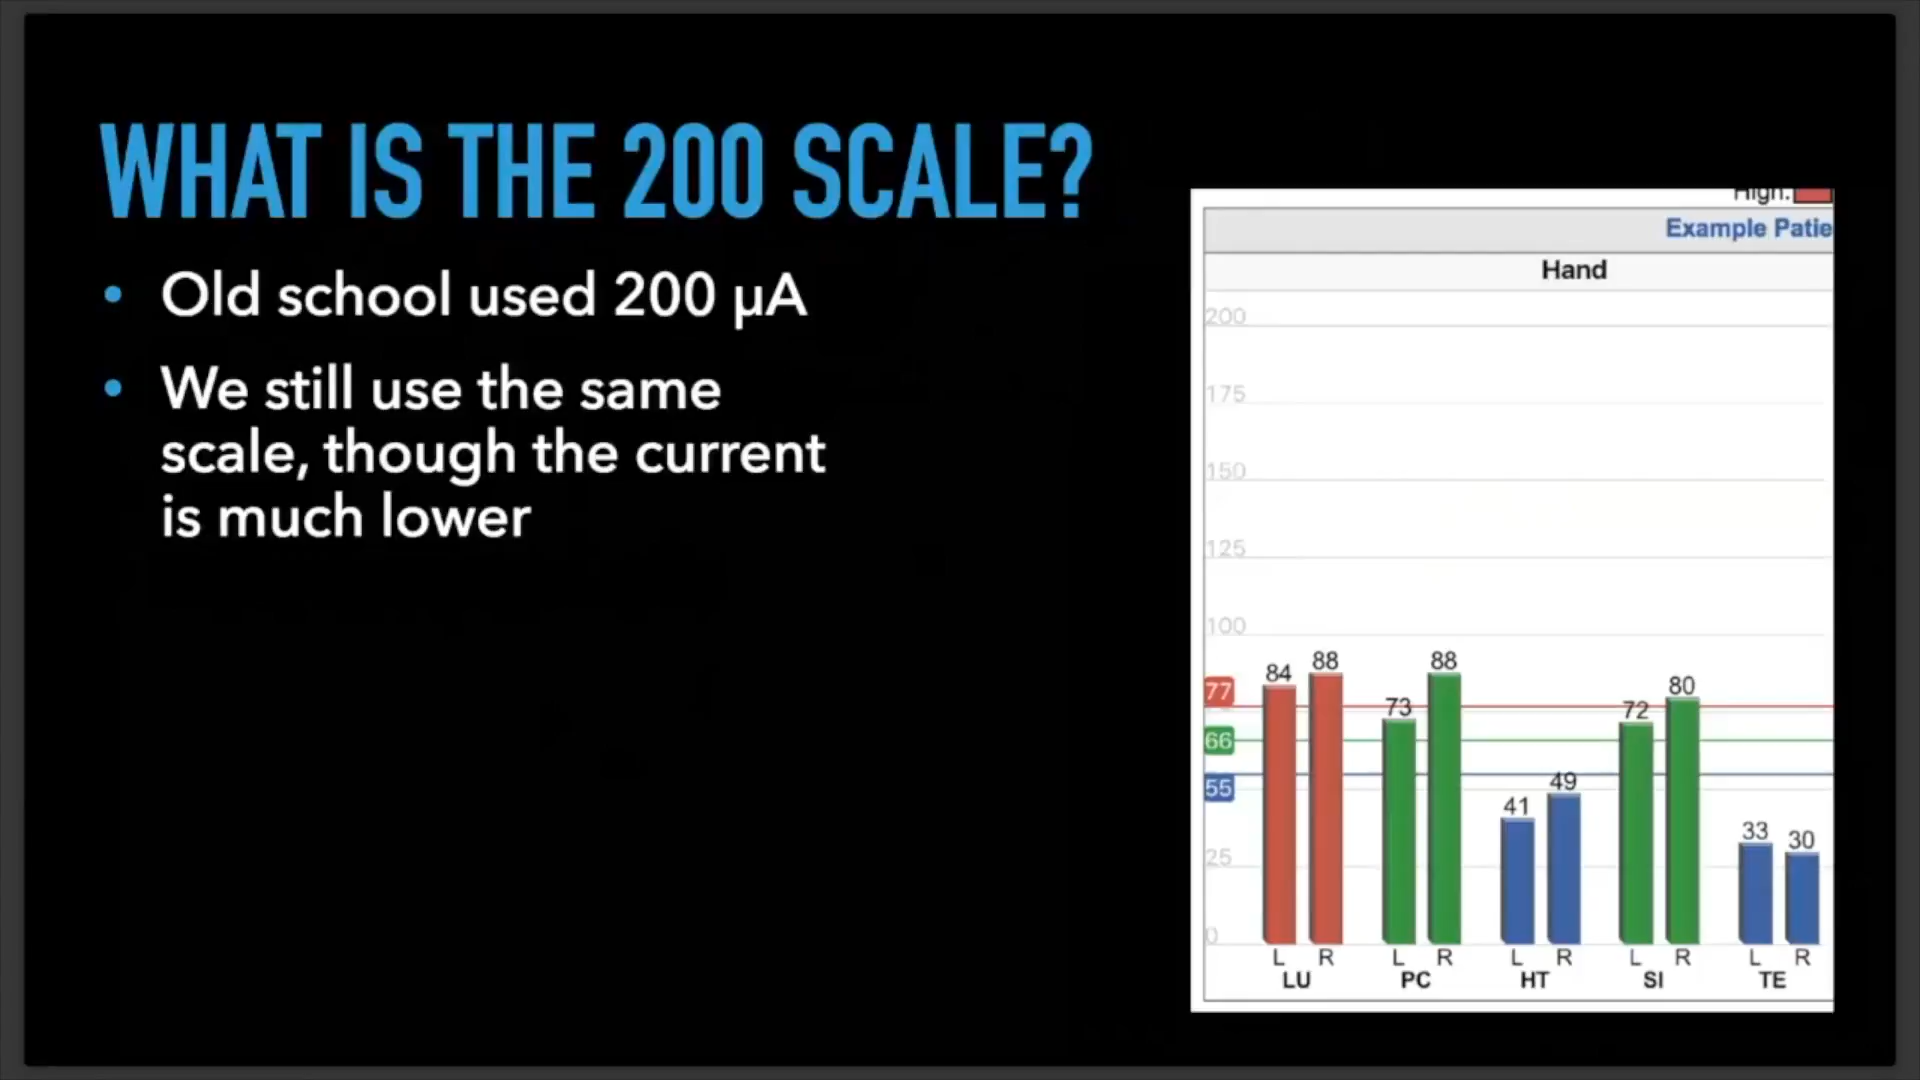 WHAT IS THE 200 SCALE?
• Old school used 200 µA
• We still use the same
scale, though the current
is much lower
High:
Example Patie
Hand
200
175
150
125
100
84 88 73 88 72 80
77
66
55
41 49
33 30
25
0
L R L R L R L R L R
LU PC HT SI TE